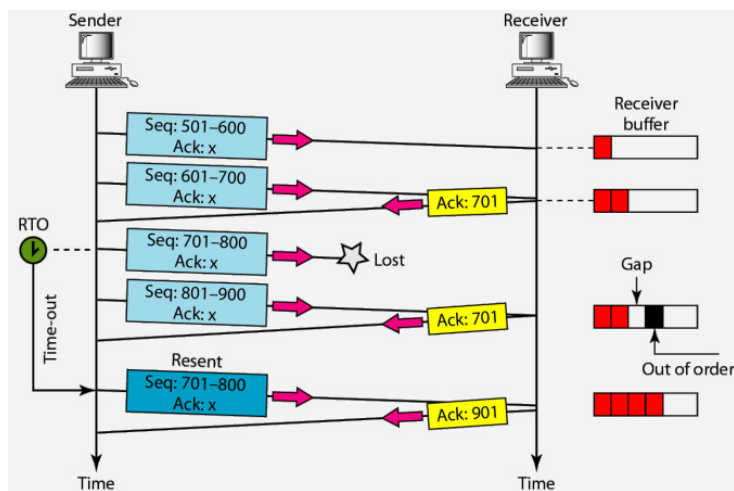 Sender
Receiver
Receiver
buffer
Seq: 501–600
Ack: x
Seq: 601–700
Ack: x
Ack: 701
RTO
Seq: 701–800
Ack: x
Lost
Gap
Seq: 801–900
Ack: x
Ack: 701
Time-out
Out of order
Resent
Seq: 701–800
Ack: x
Ack: 901
Time
Time